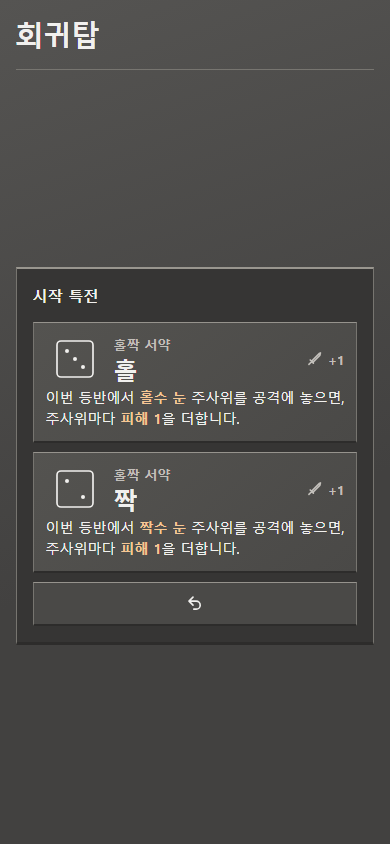 회귀탑
시작 특전
홀짝 서약
홀
+1
이번 등반에서 홀수 눈 주사위를 공격에 놓으면,
주사위마다 피해 1을 더합니다.
홀짝 서약
짝
+1
이번 등반에서 짝수 눈 주사위를 공격에 놓으면,
주사위마다 피해 1을 더합니다.